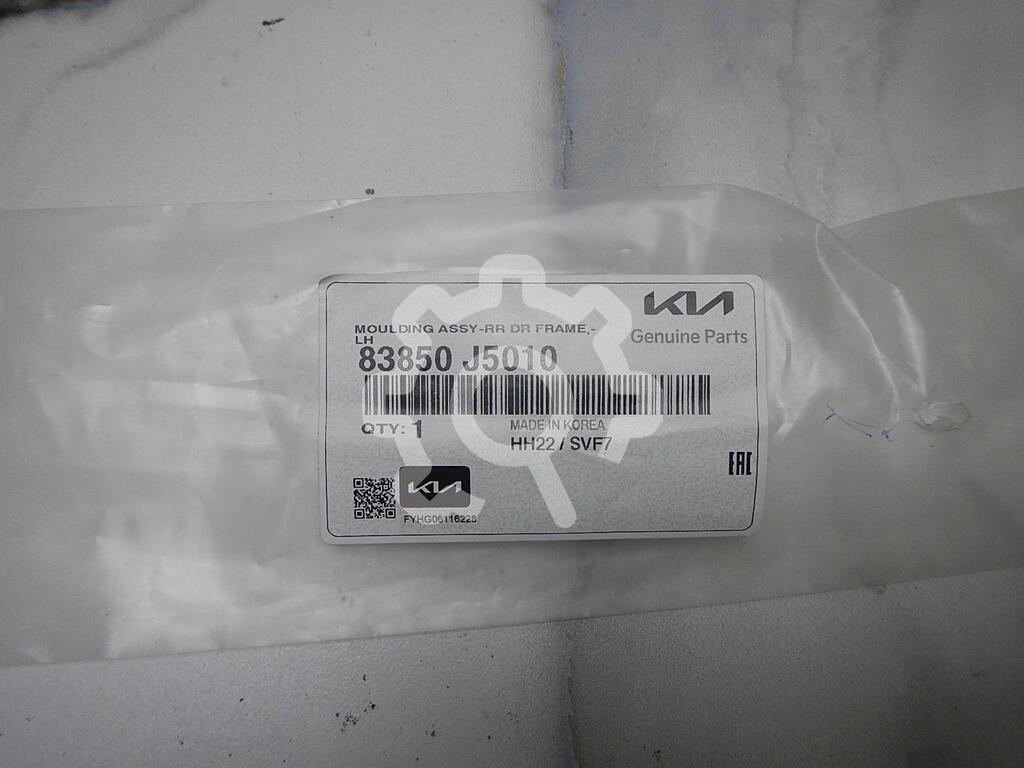 KIA
Genuine Parts
MOULDING ASSY-RR DR FRAME,-
LH
83850 J5010
QTY: 1
MADE IN KOREA
HH22 / SVF7
EAC
KIA
FYHG06116228